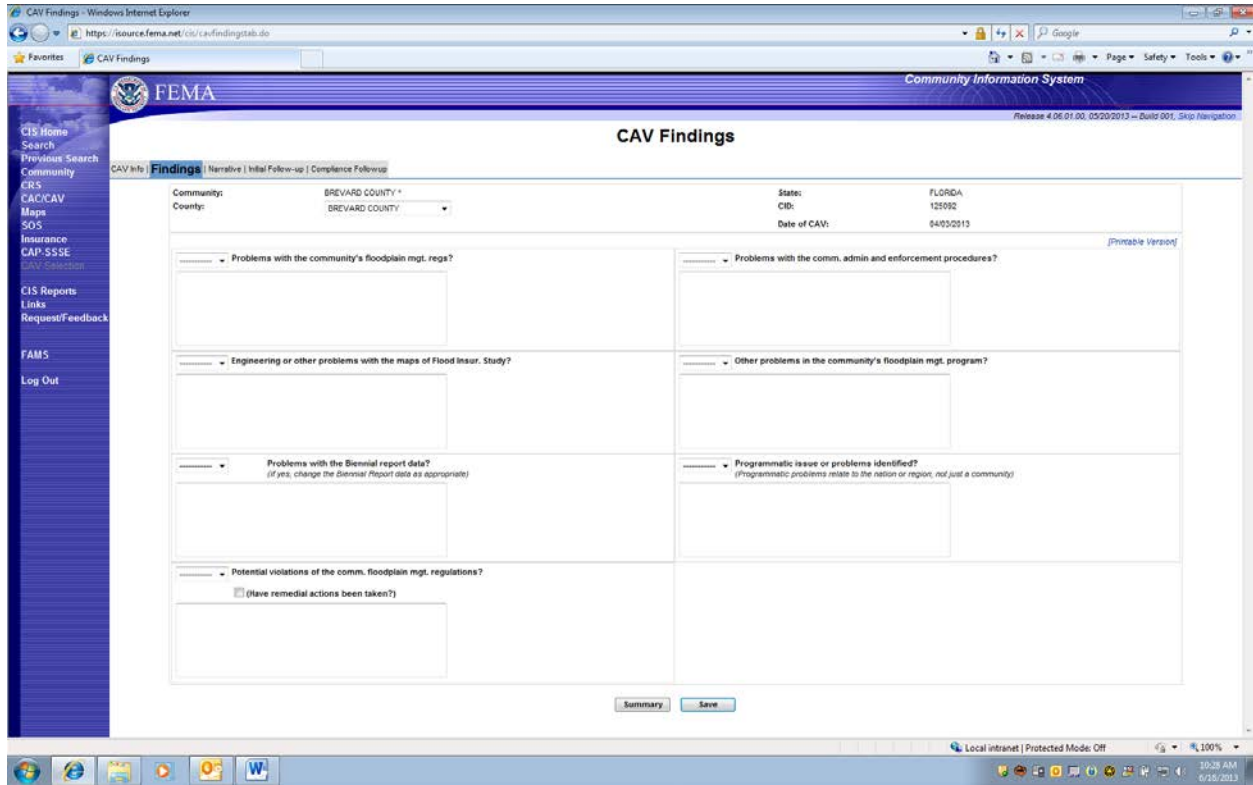 CAV Findings - Windows Internet Explorer
https://isource.fema.net/cis/cavfindingstab.do
Google
Favorites CAV Findings
Page Safety Tools
FEMA
Community Information System
Release 4.06.01.00, 05/20/2013 -- Build 001, Skip Navigation
CIS Home
Search
Previous Search
Community
CRS
CAC/CAV
Maps
SOS
Insurance
CAP-SSSE
CAV Selection
CIS Reports
Links
Request/Feedback
FAMS
Log Out
CAV Findings
CAV Info | Findings | Narrative | Initial Follow-up | Compliance Followup
Community: BREVARD COUNTY * State: FLORIDA
County: BREVARD COUNTY CID: 125092
Date of CAV: 04/03/2013
[Printable Version]
Problems with the community's floodplain mgt. regs?
Problems with the comm. admin and enforcement procedures?
Engineering or other problems with the maps of Flood Insur. Study?
Other problems in the community's floodplain mgt. program?
Problems with the Biennial report data?
(If yes, change the Biennial Report data as appropriate)
Programmatic issue or problems identified?
(Programmatic problems relate to the nation or region, not just a community)
Potential violations of the comm. floodplain mgt. regulations?
(Have remedial actions been taken?)
Summary Save
Local intranet | Protected Mode: Off 100%
10:28 AM
6/18/2013